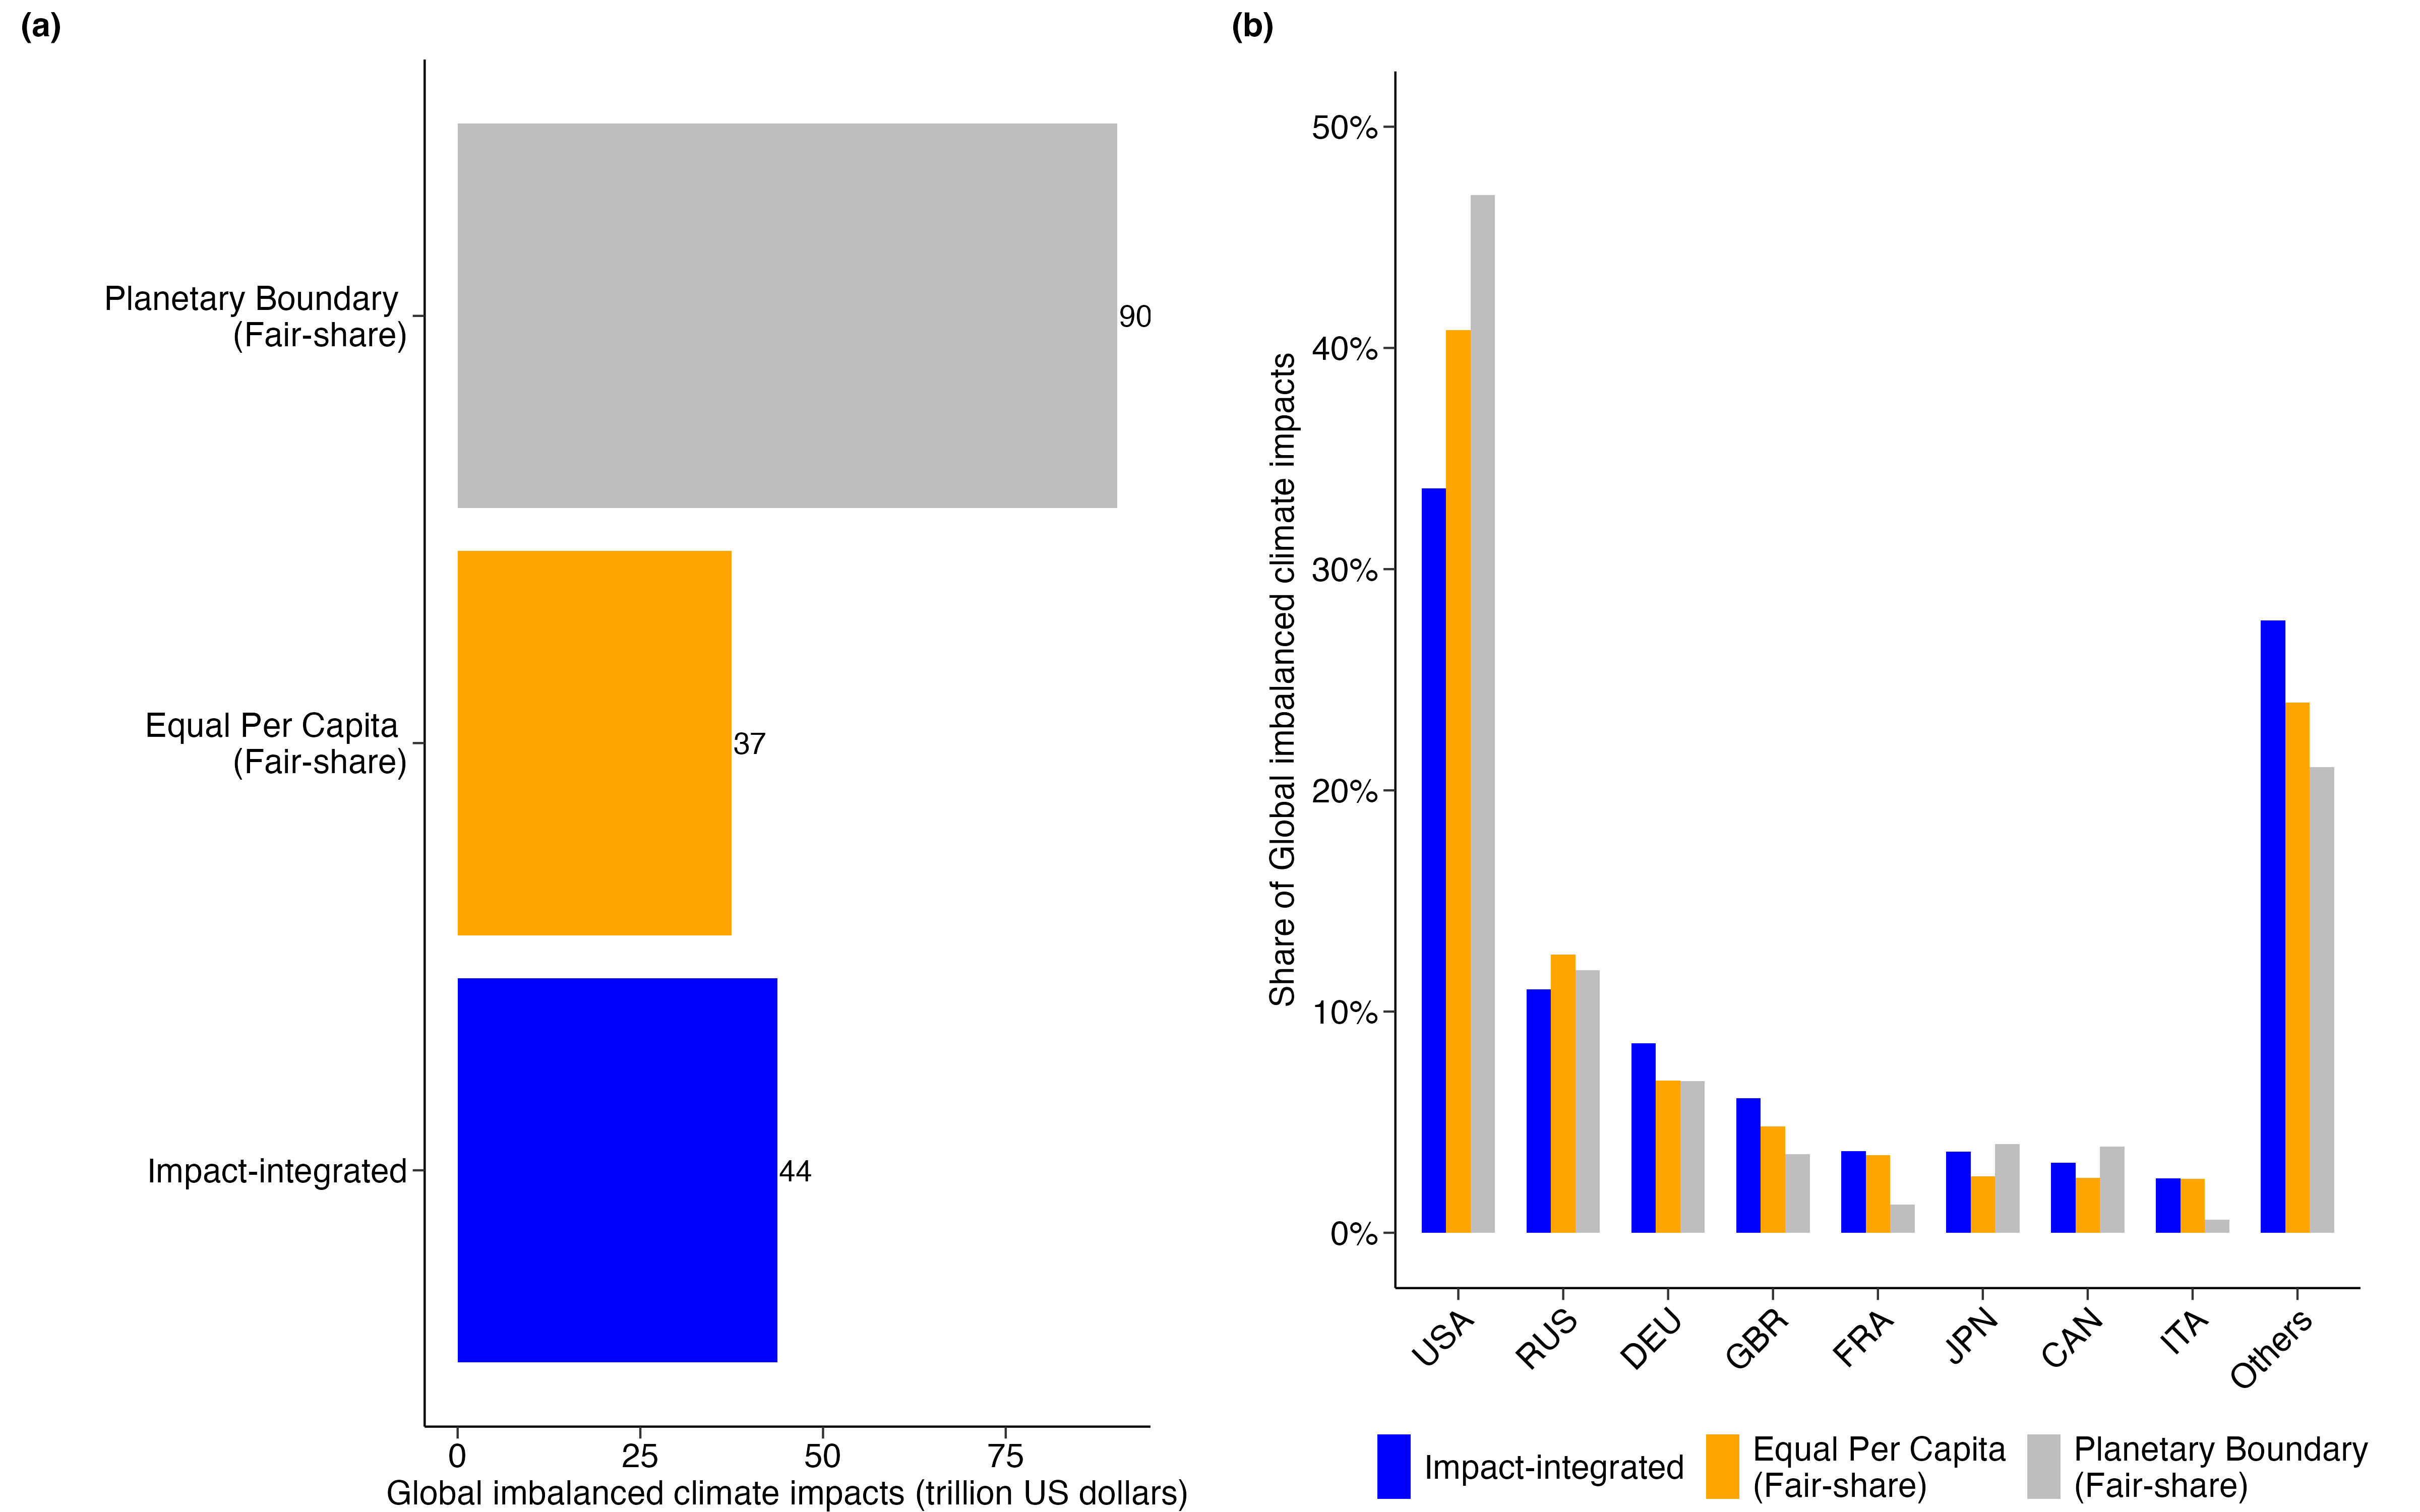 (a)
Planetary Boundary
(Fair-share)
90
Equal Per Capita
(Fair-share)
37
Impact-integrated
44
0 25 50 75
Global imbalanced climate impacts (trillion US dollars)
(b)
Share of Global imbalanced climate impacts
50%
40%
30%
20%
10%
0%
USA RUS DEU GBR FRA JPN CAN ITA Others
Impact-integrated
Equal Per Capita
(Fair-share)
Planetary Boundary
(Fair-share)